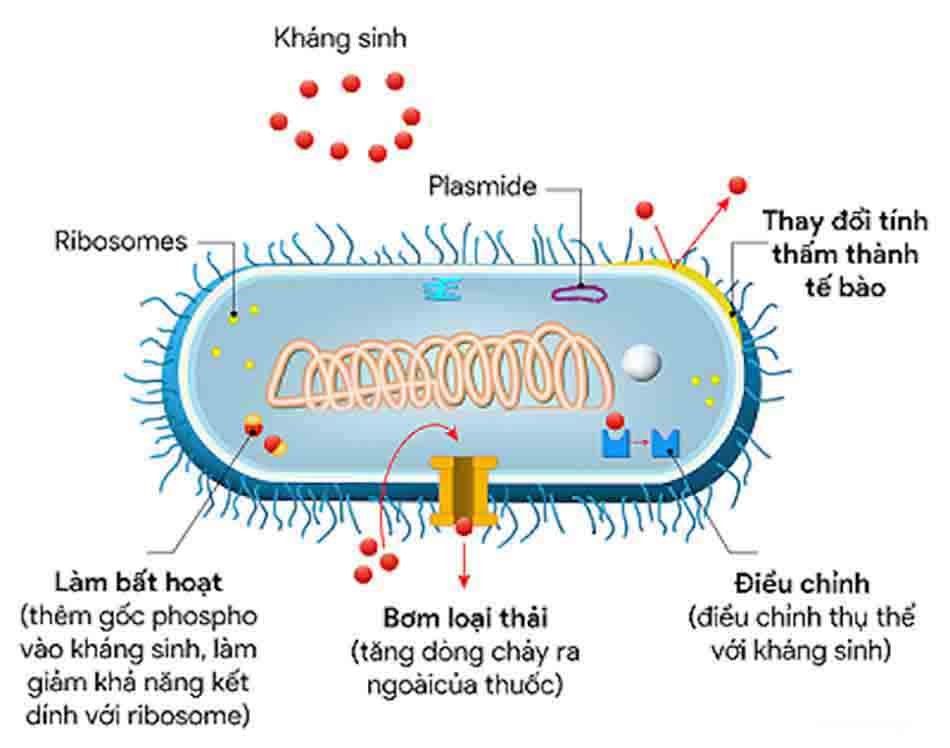 Kháng sinh
Plasmide
Ribosomes
Thay đổi tính
thấm thành
tế bào
Làm bất hoạt
(thêm gốc phospho
vào kháng sinh, làm
giảm khả năng kết
dính với ribosome)
Bơm loại thải
(tăng dòng chảy ra
ngoàicủa thuốc)
Điều chỉnh
(điều chỉnh thụ thể
với kháng sinh)